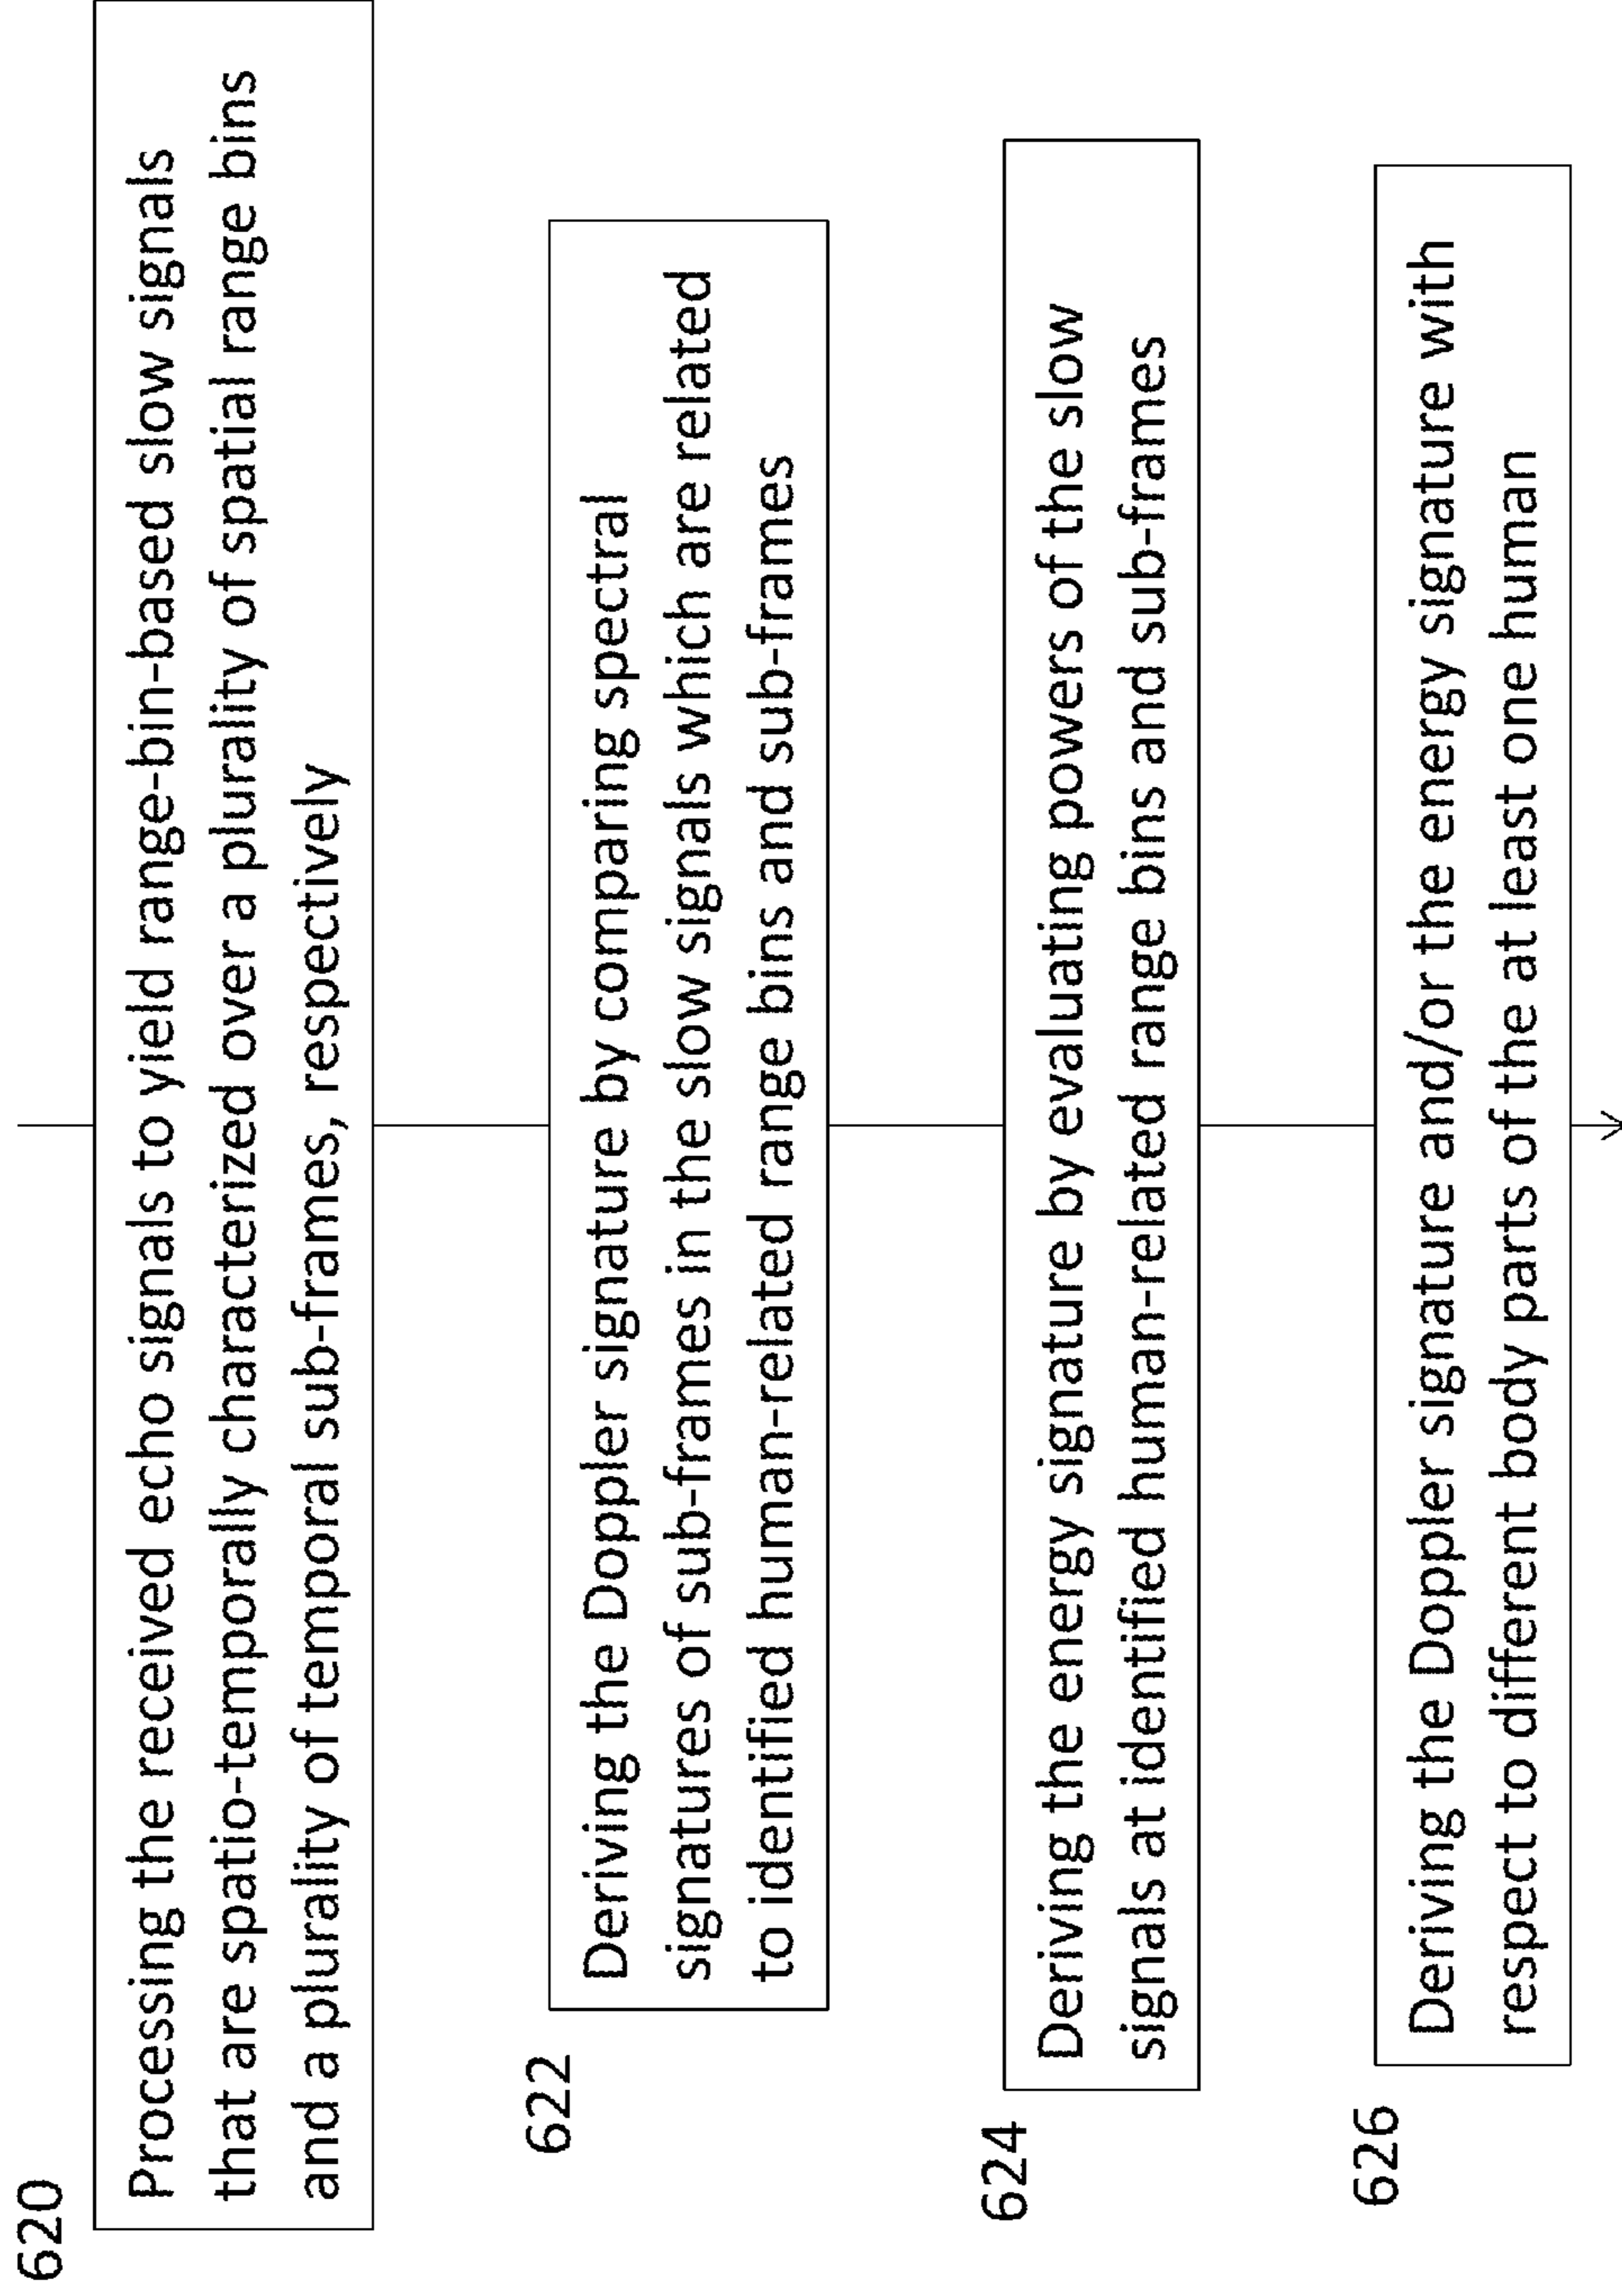 620
Processing the received echo signals to yield range-bin-based slow signals
that are spatio-temporally characterized over a plurality of spatial range bins
and a plurality of temporal sub-frames, respectively
622
Deriving the Doppler signature by comparing spectral
signatures of sub-frames in the slow signals which are related
to identified human-related range bins and sub-frames
624
Deriving the energy signature by evaluating powers of the slow
signals at identified human-related range bins and sub-frames
626
Deriving the Doppler signature and/or the energy signature with
respect to different body parts of the at least one human